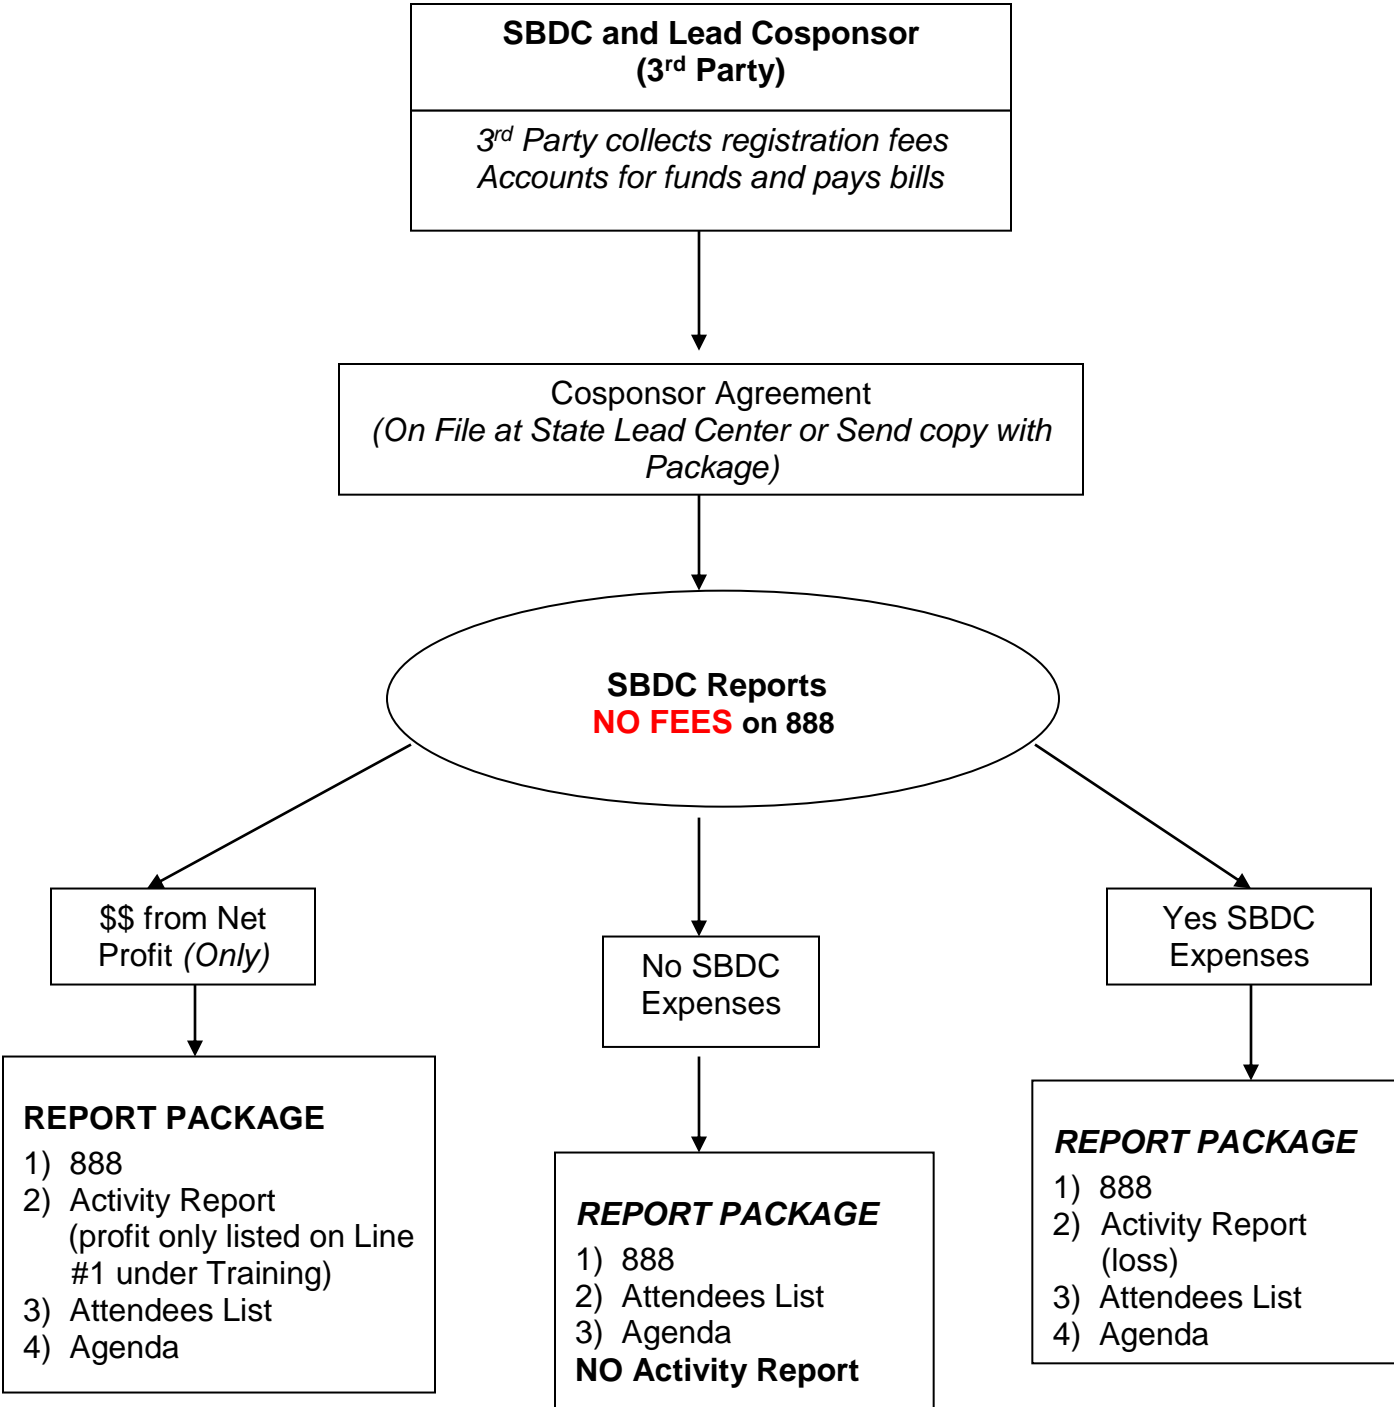 SBDC and Lead Cosponsor
(3rd Party)
3rd Party collects registration fees
Accounts for funds and pays bills
Cosponsor Agreement
(On File at State Lead Center or Send copy with
Package)
SBDC Reports
NO FEES on 888
$$ from Net
Profit (Only)
No SBDC
Expenses
Yes SBDC
Expenses
REPORT PACKAGE
1) 888
2) Activity Report
(profit only listed on Line
#1 under Training)
3) Attendees List
4) Agenda
REPORT PACKAGE
1) 888
2) Attendees List
3) Agenda
NO Activity Report
REPORT PACKAGE
1) 888
2) Activity Report
(loss)
3) Attendees List
4) Agenda